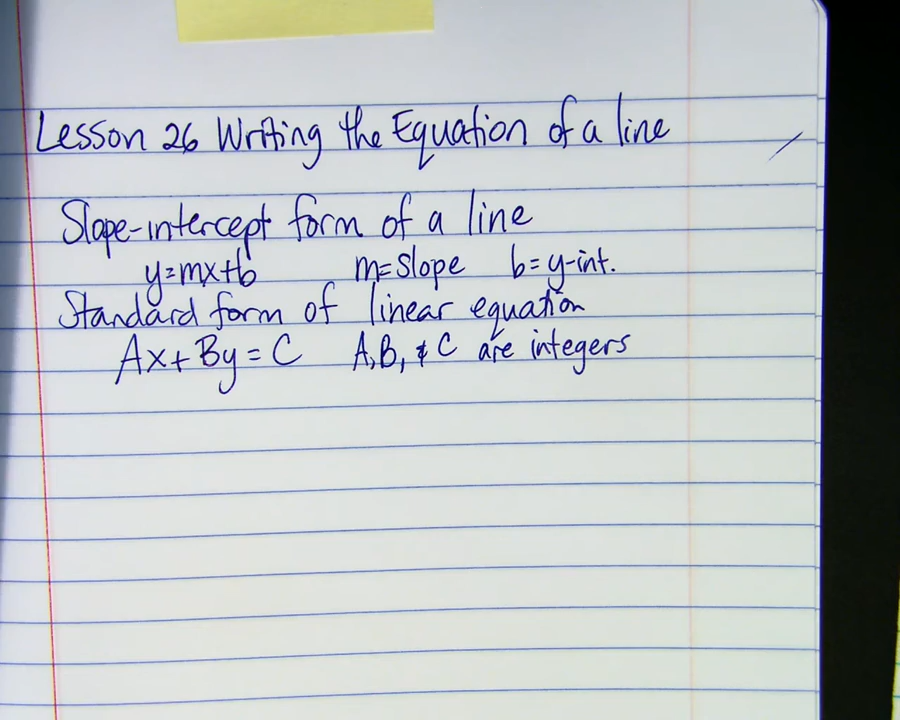 Lesson 26 Writing the Equation of a line
Slope-intercept form of a line
y=mx+b m=slope b=y-int.
Standard form of linear equation
Ax+By=C A,B, & C are integers